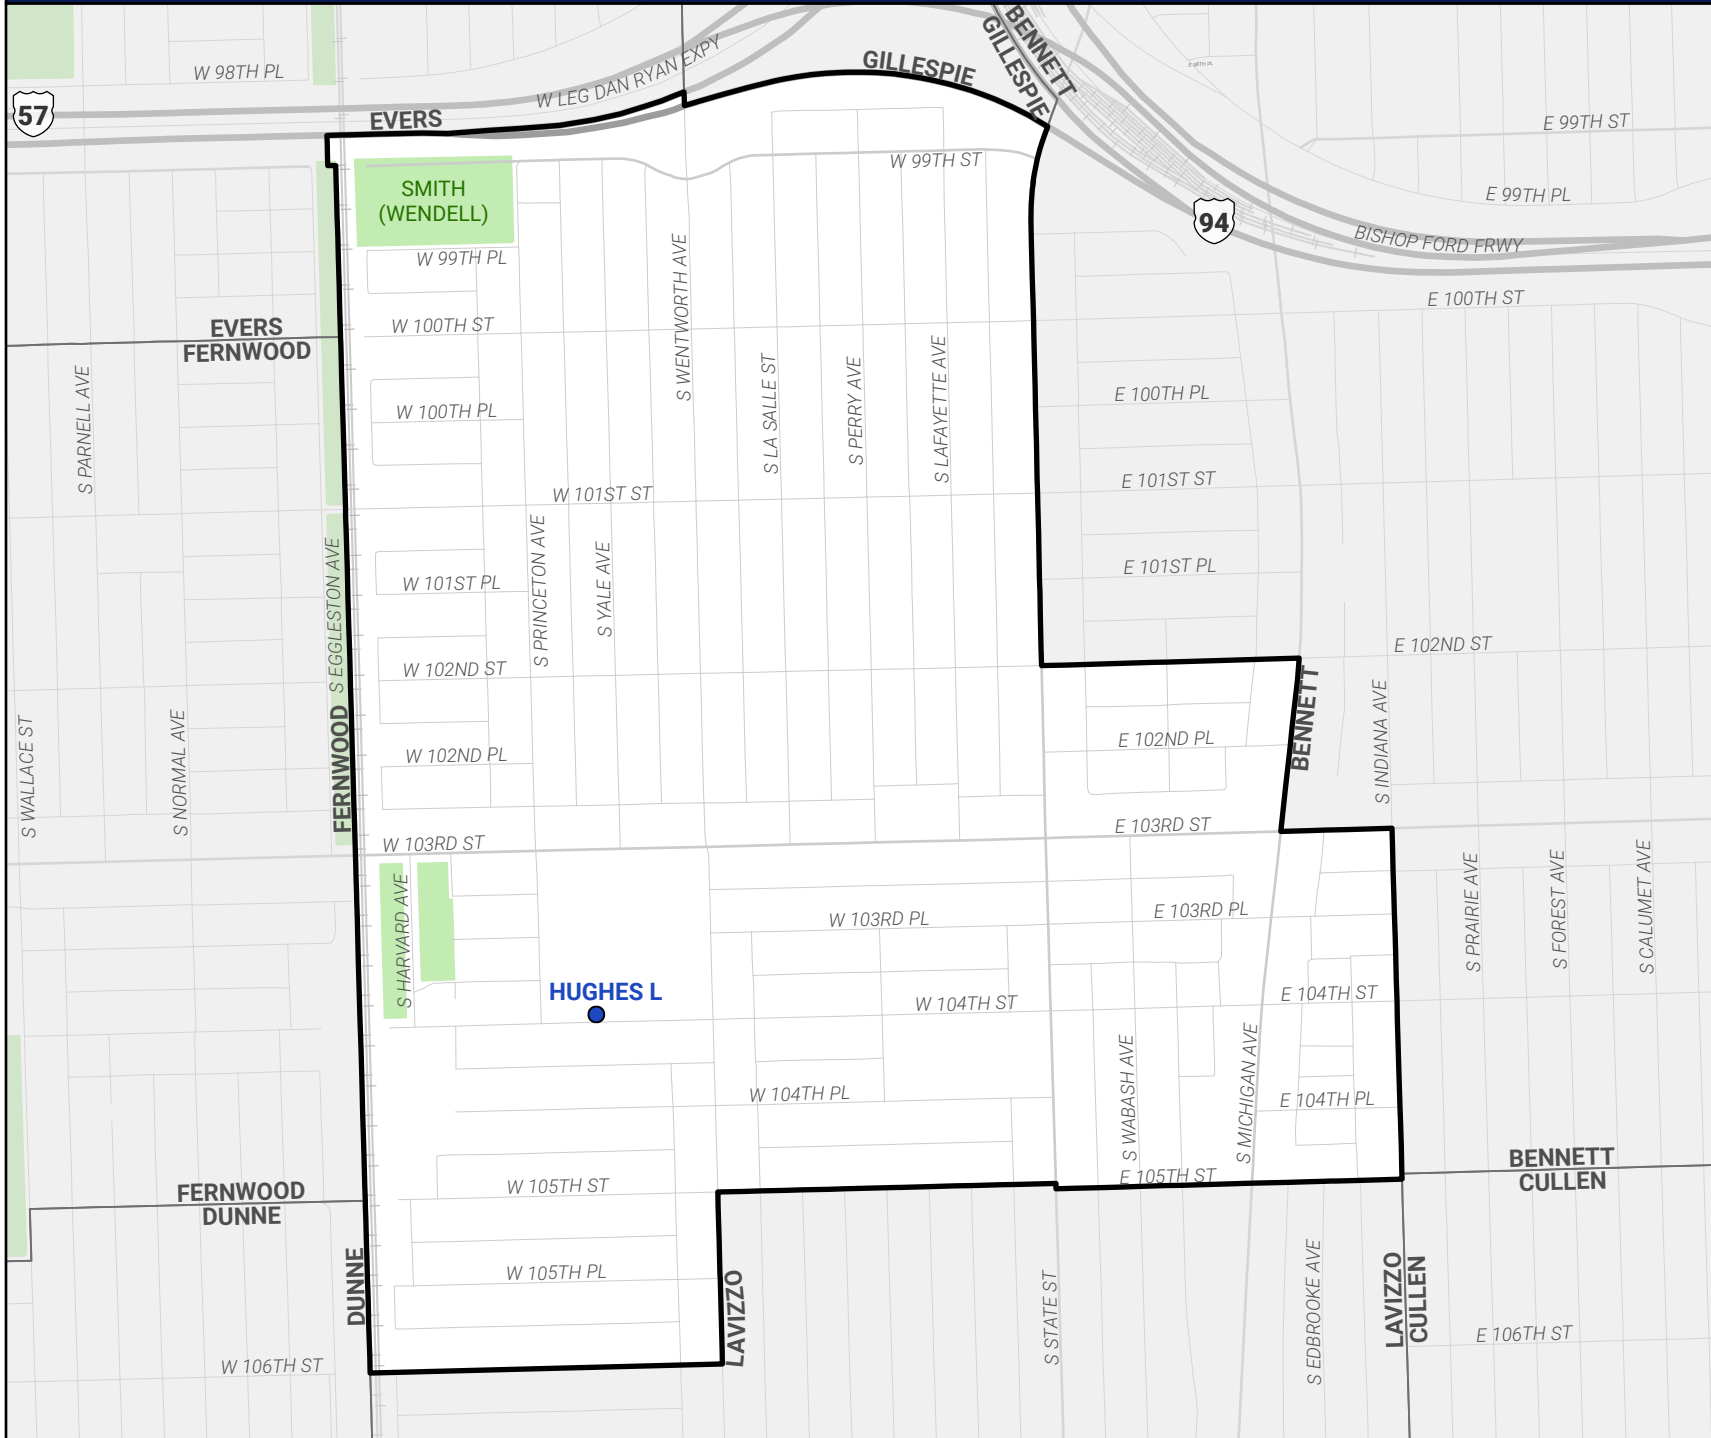 BENNETT
GILLESPIE
GILLESPIE
W LEG DAN RYAN EXPY
W 98TH PL
E 98TH PL
57
EVERS
E 99TH ST
W 99TH ST
SMITH
(WENDELL)
E 99TH PL
94
BISHOP FORD FRWY
W 99TH PL
E 100TH ST
W 100TH ST
EVERS
FERNWOOD
S WENTWORTH AVE
S LA SALLE ST
S PERRY AVE
S LAFAYETTE AVE
S PARNELL AVE
E 100TH PL
W 100TH PL
E 101ST ST
W 101ST ST
S PRINCETON AVE
S YALE AVE
S EGGLESTON AVE
E 101ST PL
W 101ST PL
E 102ND ST
W 102ND ST
BENNETT
S INDIANA AVE
S WALLACE ST
S NORMAL AVE
FERNWOOD
E 102ND PL
W 102ND PL
E 103RD ST
W 103RD ST
S HARVARD AVE
S PRAIRIE AVE
S FOREST AVE
S CALUMET AVE
E 103RD PL
W 103RD PL
HUGHES L
E 104TH ST
W 104TH ST
S WABASH AVE
S MICHIGAN AVE
W 104TH PL
E 104TH PL
BENNETT
CULLEN
E 105TH ST
W 105TH ST
FERNWOOD
DUNNE
DUNNE
W 105TH PL
LAVIZZO
S STATE ST
S EDBROOKE AVE
LAVIZZO
CULLEN
E 106TH ST
W 106TH ST